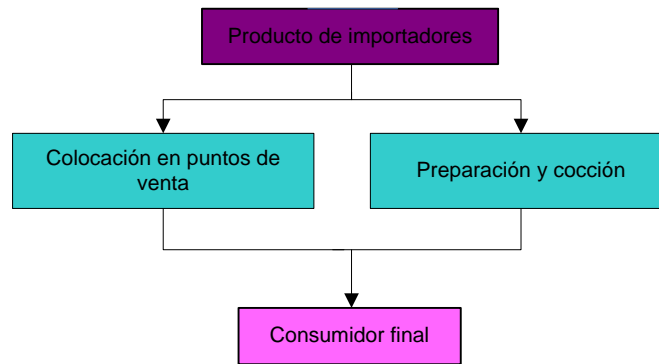 Producto de importadores
Colocación en puntos de
venta
Preparación y cocción
Consumidor final